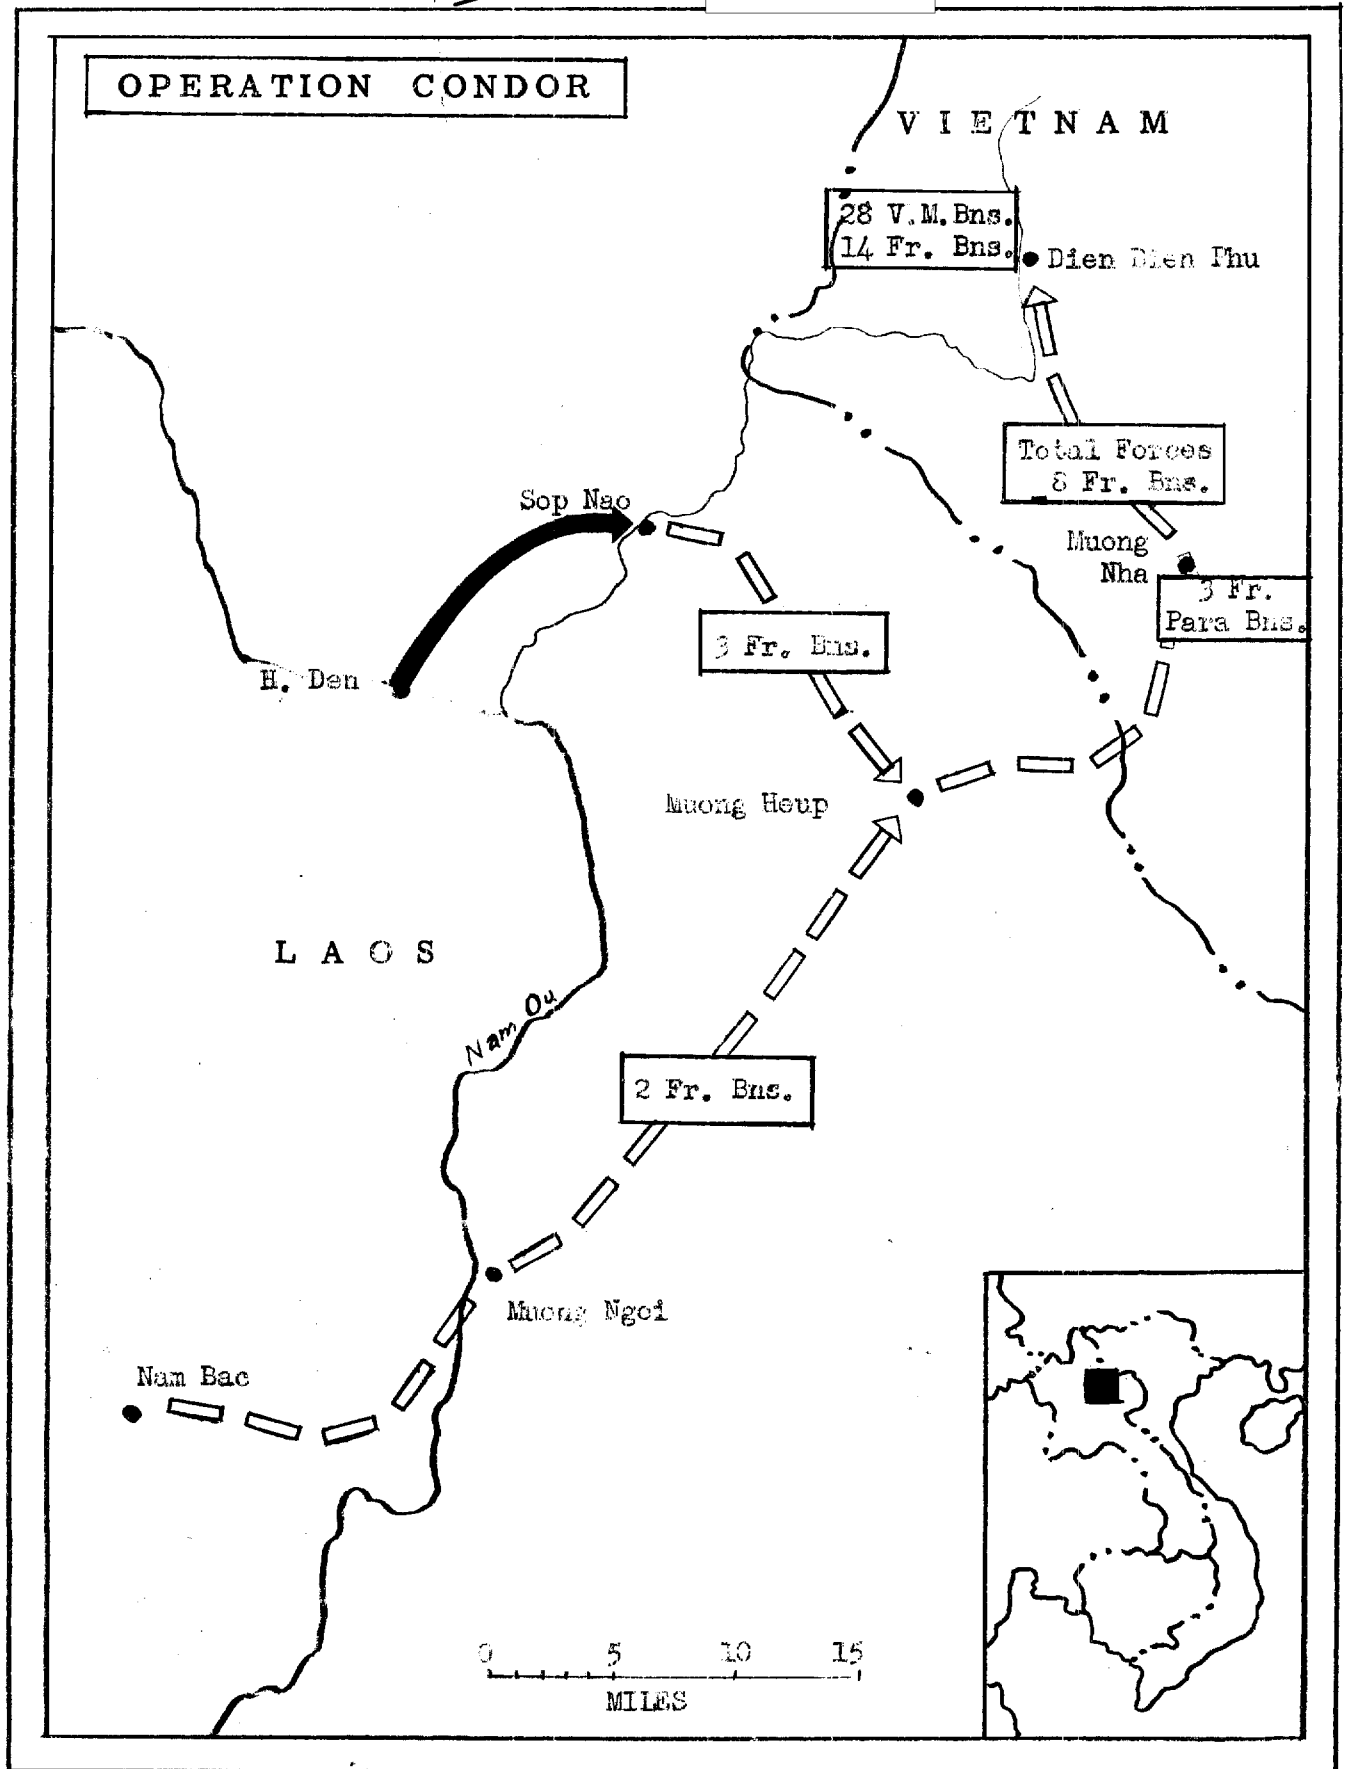 OPERATION CONDOR
VIETNAM
28 V.M.Bns.
14 Fr. Bns.
Dien Bien Phu
Total Forces
8 Fr. Bns.
Sop Nao
Muong
Nha
3 Fr.
Para Bns.
3 Fr. Bns.
H. Den
Muong Heup
LAOS
Nam Ou
2 Fr. Bns.
Muong Ngoi
Nam Bac
0 5 10 15
MILES